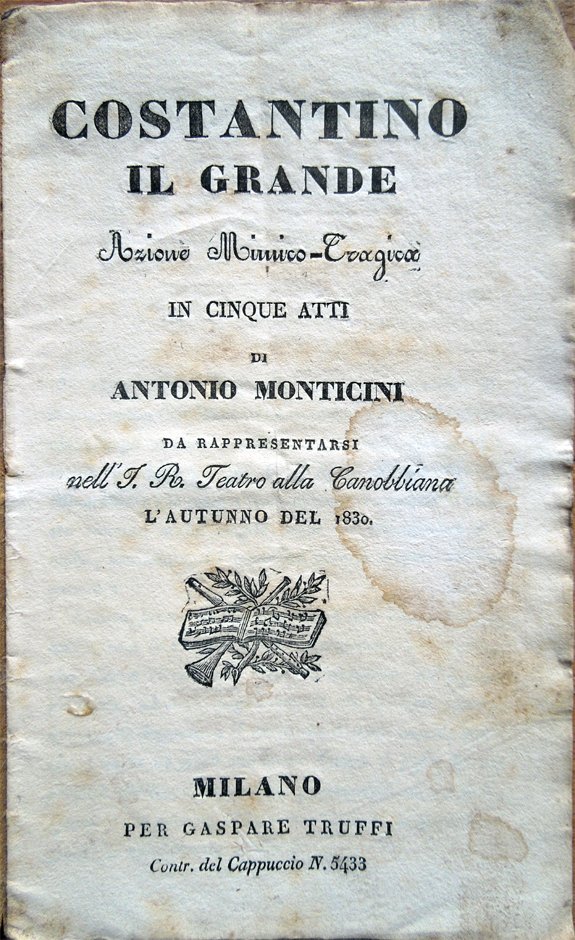 COSTANTINO
IL GRANDE
Azione Mimico-Tragica
IN CINQUE ATTI
DI
ANTONIO MONTICINI
DA RAPPRESENTARSI
nell'I. R. Teatro alla Canobbiana
L'AUTUNNO DEL 1830.
MILANO
PER GASPARE TRUFFI
Contr. del Cappuccio N. 5433